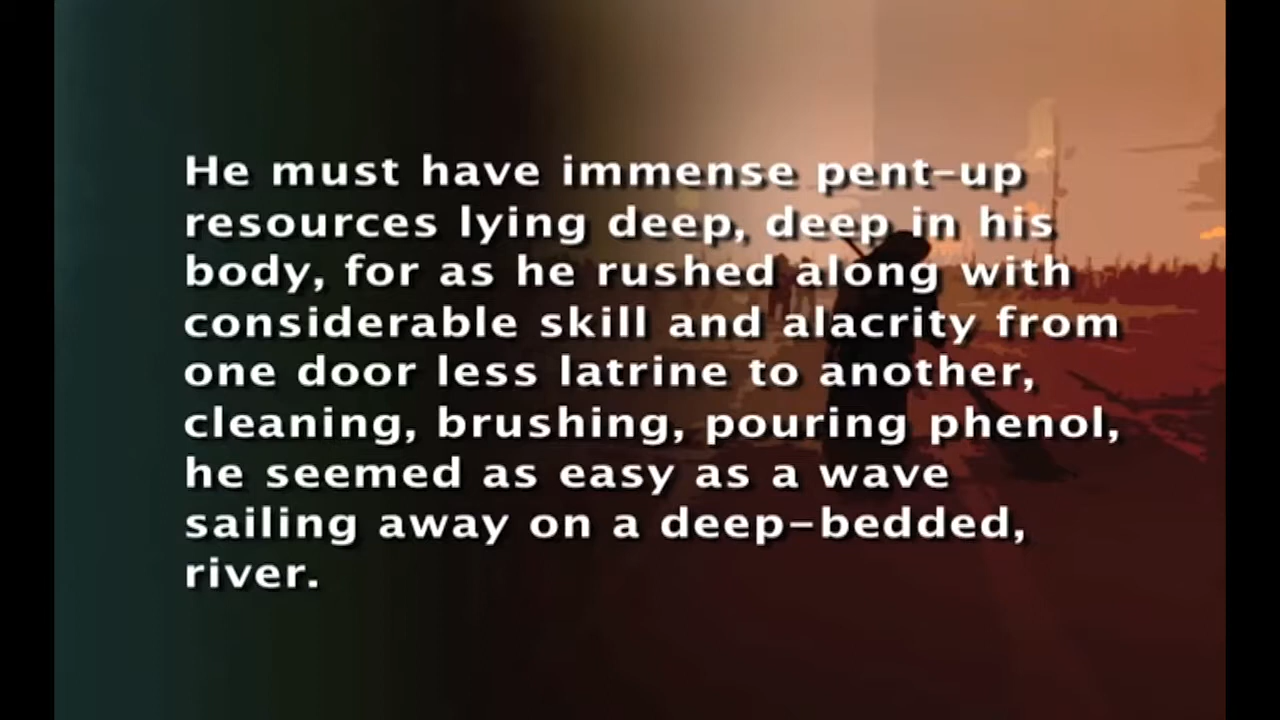 He must have immense pent-up
resources lying deep, deep in his
body, for as he rushed along with
considerable skill and alacrity from
one door less latrine to another,
cleaning, brushing, pouring phenol,
he seemed as easy as a wave
sailing away on a deep-bedded,
river.